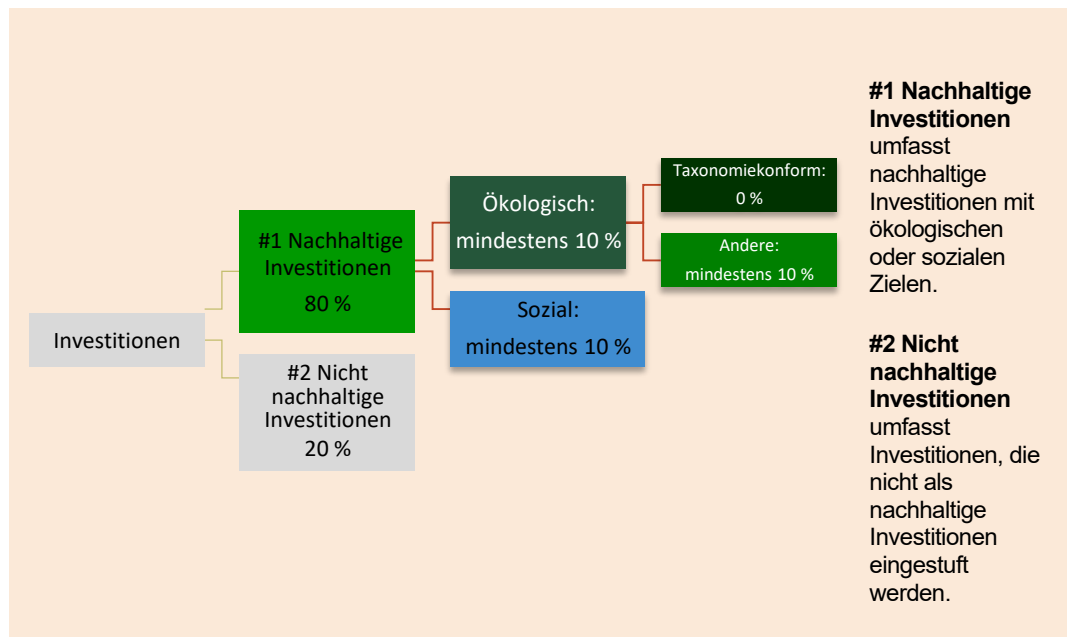 Investitionen
#1 Nachhaltige
Investitionen
80 %
#2 Nicht
nachhaltige
Investitionen
20 %
Ökologisch:
mindestens 10 %
Sozial:
mindestens 10 %
Taxonomiekonform:
0 %
Andere:
mindestens 10 %
#1 Nachhaltige
Investitionen
umfasst
nachhaltige
Investitionen mit
ökologischen
oder sozialen
Zielen.
#2 Nicht
nachhaltige
Investitionen
umfasst
Investitionen, die
nicht als
nachhaltige
Investitionen
eingestuft
werden.